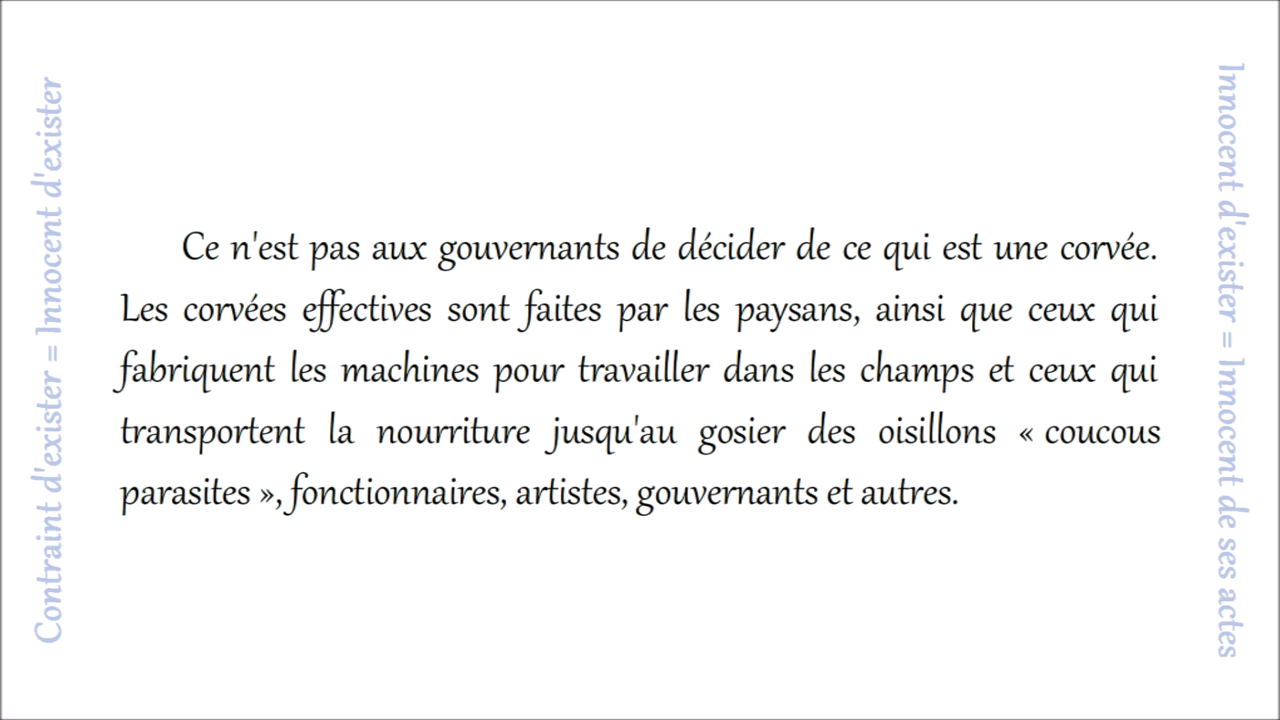 Contraint d'exister = Innocent d'exister
Ce n'est pas aux gouvernants de décider de ce qui est une corvée.
Les corvées effectives sont faites par les paysans, ainsi que ceux qui
fabriquent les machines pour travailler dans les champs et ceux qui
transportent la nourriture jusqu'au gosier des oisillons « coucous
parasites », fonctionnaires, artistes, gouvernants et autres.
Innocent d'exister = Innocent de ses actes